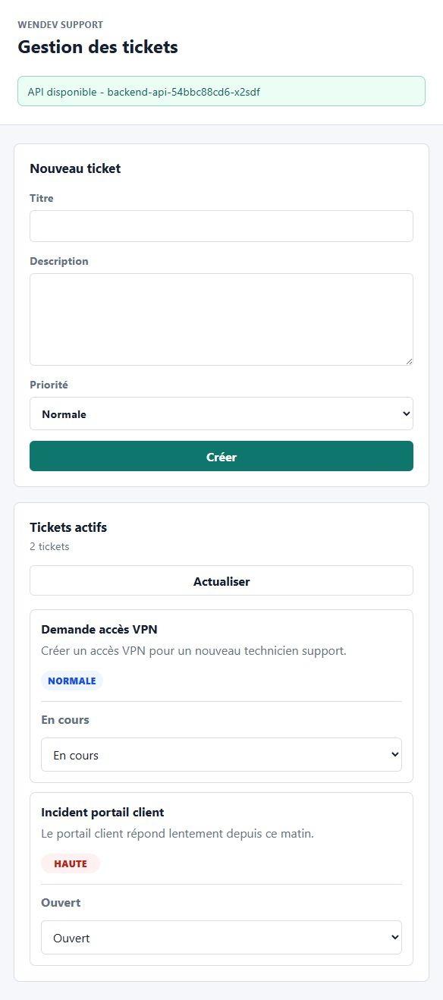 WENDEV SUPPORT
Gestion des tickets
API disponible - backend-api-54bbc88cd6-x2sdf
Nouveau ticket
Titre
Description
Priorité
Normale
Créer
Tickets actifs
2 tickets
Actualiser
Demande accès VPN
Créer un accès VPN pour un nouveau technicien support.
NORMALE
En cours
En cours
Incident portail client
Le portail client répond lentement depuis ce matin.
HAUTE
Ouvert
Ouvert